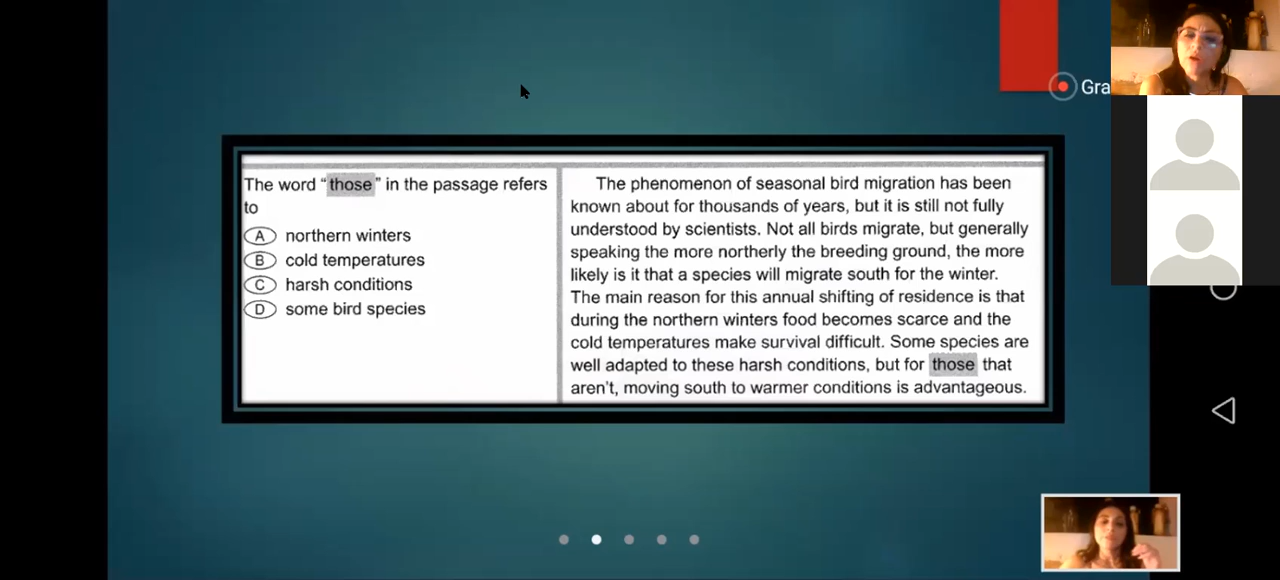 Gra
The word “those” in the passage refers
to
A northern winters
B cold temperatures
C harsh conditions
D some bird species
The phenomenon of seasonal bird migration has been
known about for thousands of years, but it is still not fully
understood by scientists. Not all birds migrate, but generally
speaking the more northerly the breeding ground, the more
likely is it that a species will migrate south for the winter.
The main reason for this annual shifting of residence is that
during the northern winters food becomes scarce and the
cold temperatures make survival difficult. Some species are
well adapted to these harsh conditions, but for those that
aren't, moving south to warmer conditions is advantageous.